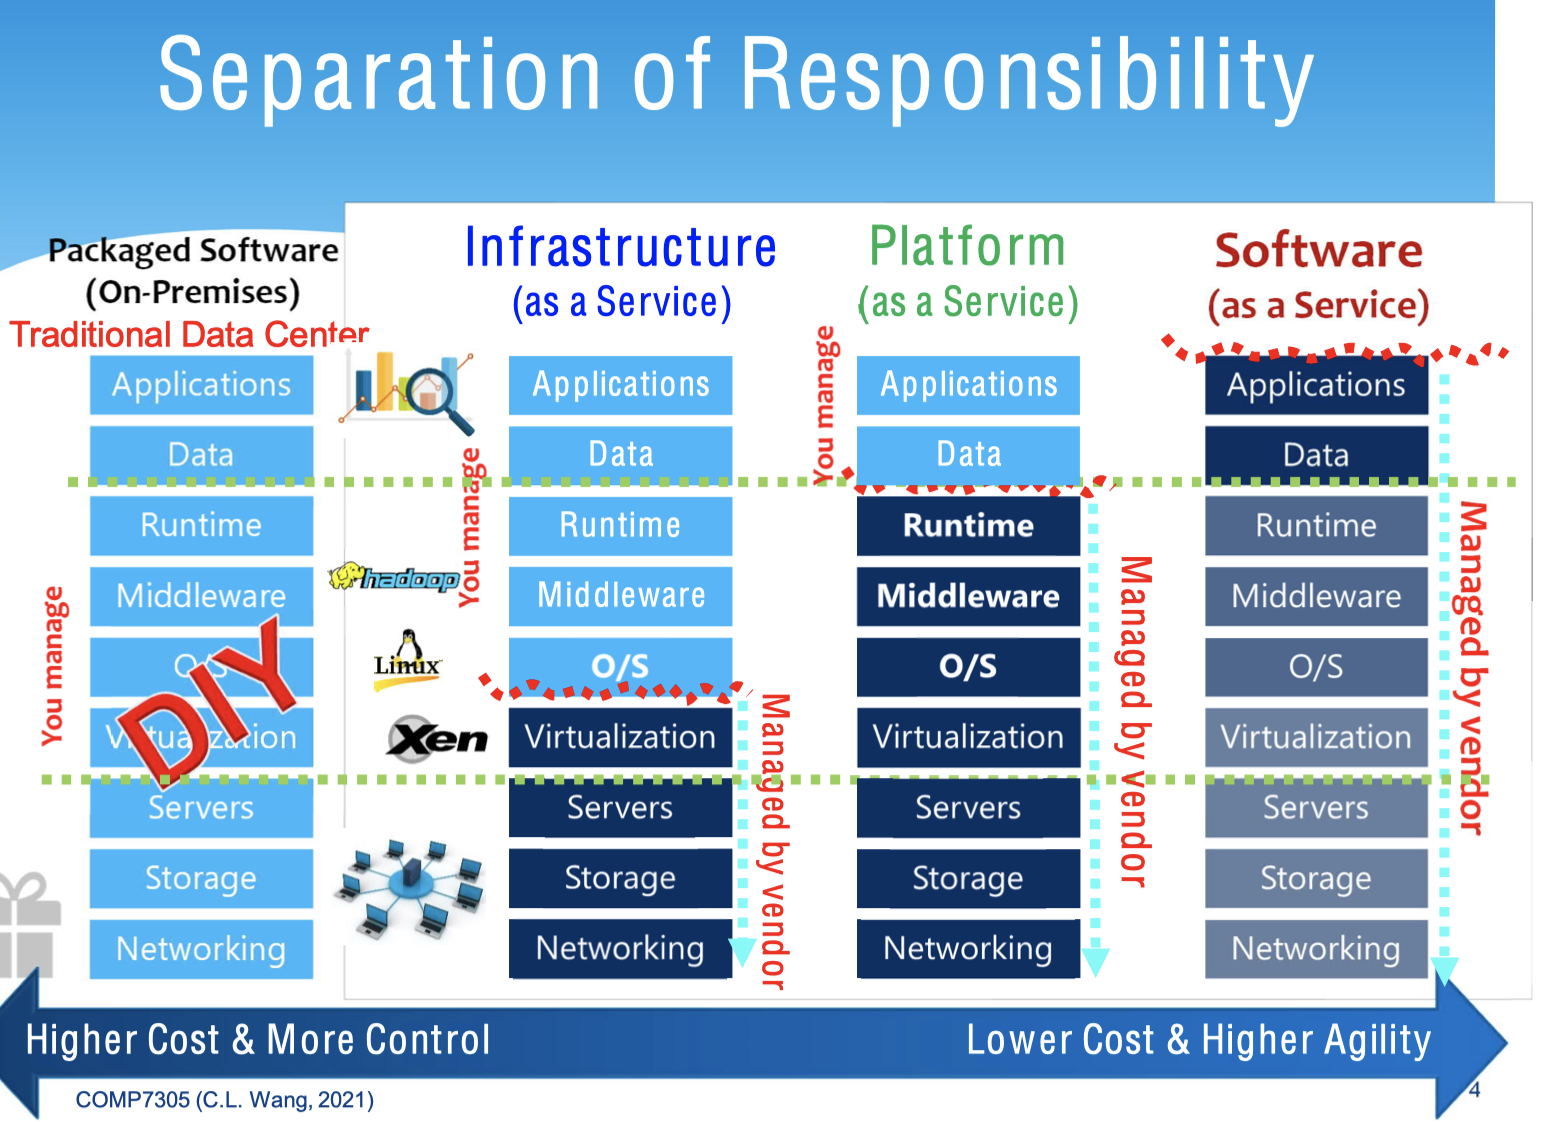 Separation of Responsibility
Packaged Software
(On-Premises)
Traditional Data Center
You manage
Applications
Data
Runtime
Middleware
O/S
Virtualization
Servers
Storage
Networking
DIY
hadoop
Linux
Xen
Infrastructure
(as a Service)
You manage
Applications
Data
Runtime
Middleware
O/S
Virtualization
Servers
Storage
Networking
Managed by vendor
Platform
(as a Service)
You manage
Applications
Data
Runtime
Middleware
O/S
Virtualization
Servers
Storage
Networking
Managed by vendor
Software
(as a Service)
Applications
Data
Runtime
Middleware
O/S
Virtualization
Servers
Storage
Networking
Managed by vendor
Higher Cost & More Control
Lower Cost & Higher Agility
COMP7305 (C.L. Wang, 2021)
4